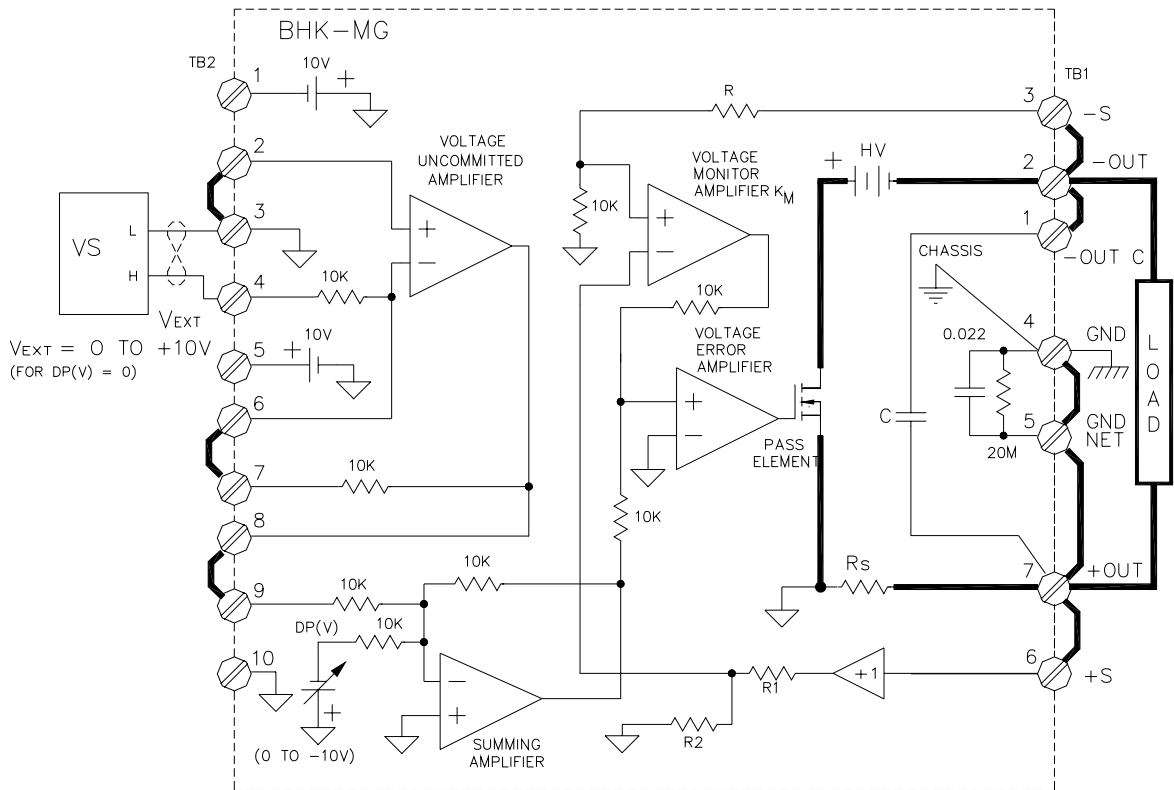 BHK-MG
TB2
1
10V
+
2
VOLTAGE
UNCOMMITTED
AMPLIFIER
3
VS
L
H
4
10K
+
−
VEXT
VEXT = 0 TO +10V
(FOR DP(V) = 0)
5
+
10V
6
7
10K
8
9
10K
10K
DP(V)
10K
10
+
(0 TO -10V)
−
+
SUMMING
AMPLIFIER
R
10K
VOLTAGE
MONITOR
AMPLIFIER KM
+
−
10K
VOLTAGE
ERROR
AMPLIFIER
+
−
10K
PASS
ELEMENT
+
HV
TB1
3
-S
2
-OUT
1
-OUT C
CHASSIS
4
GND
0.022
20M
5
GND
NET
C
LOAD
Rs
7
+OUT
6
+S
+1
R1
R2